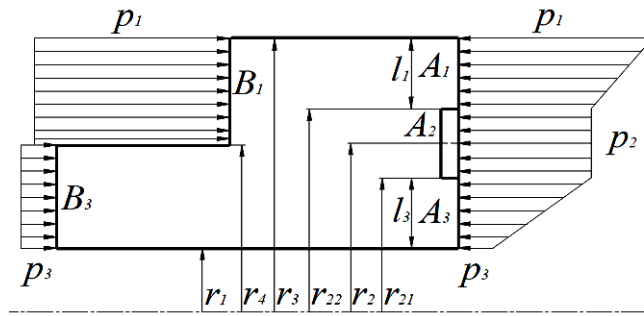 p1 p1
l1 A1
B1
A2
p2
B3 l3 A3
p3 p3
r1 r4 r3 r22 r2 r21